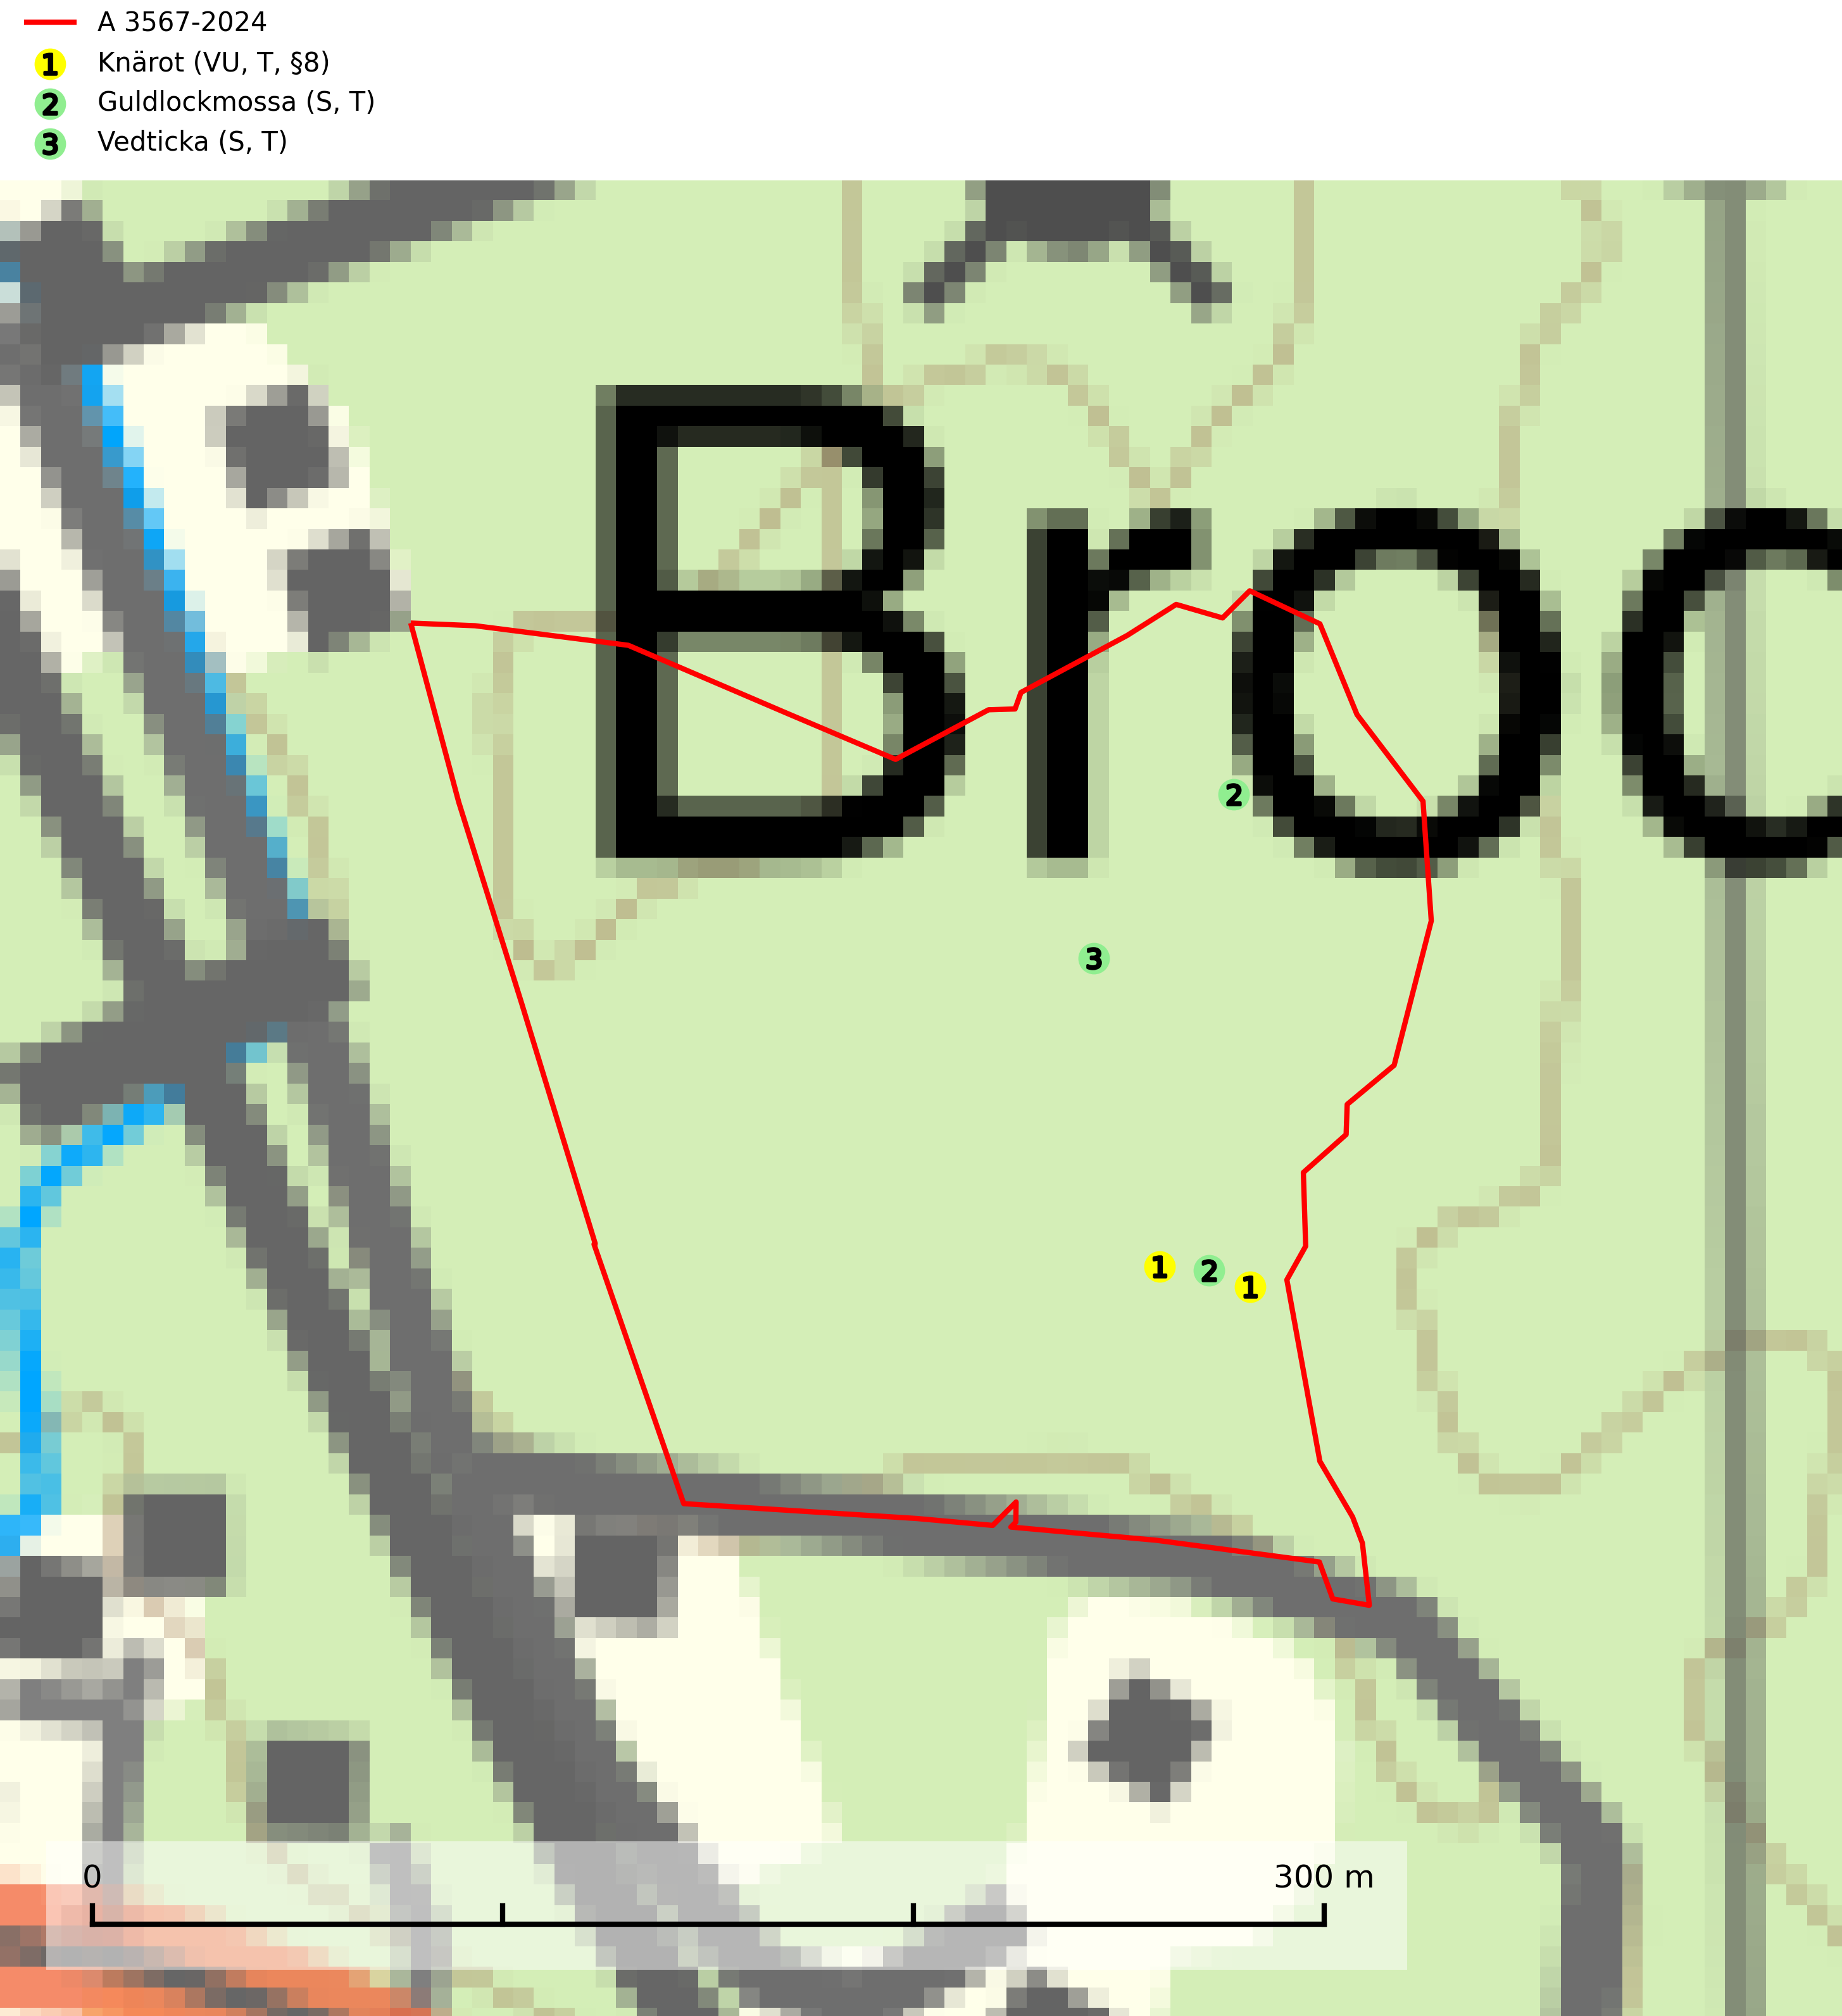 A 3567-2024
1 Knärot (VU, T, §8)
2 Guldlockmossa (S, T)
3 Vedticka (S, T)
Bro
2
3
1 2 1
0 300 m